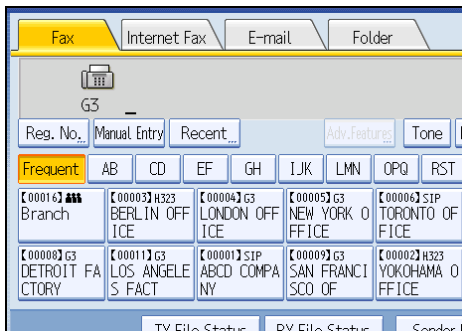 Fax Internet Fax E-mail Folder
G3 _
Reg. No. Manual Entry Recent Adv.Features Tone
Frequent AB CD EF GH IJK LMN OPQ RST
【00016】 【00003】H323 【00004】G3 【00005】G3 【00006】SIP
Branch BERLIN OFF LONDON OFF NEW YORK O TORONTO OF
ICE ICE FFICE FICE
【00008】G3 【00011】G3 【00001】SIP 【00009】G3 【00002】H323
DETROIT FA LOS ANGELE ABCD COMPA SAN FRANCI YOKOHAMA O
CTORY S FACT NY SCO OF FFICE
TX File Status RX File Status Sender